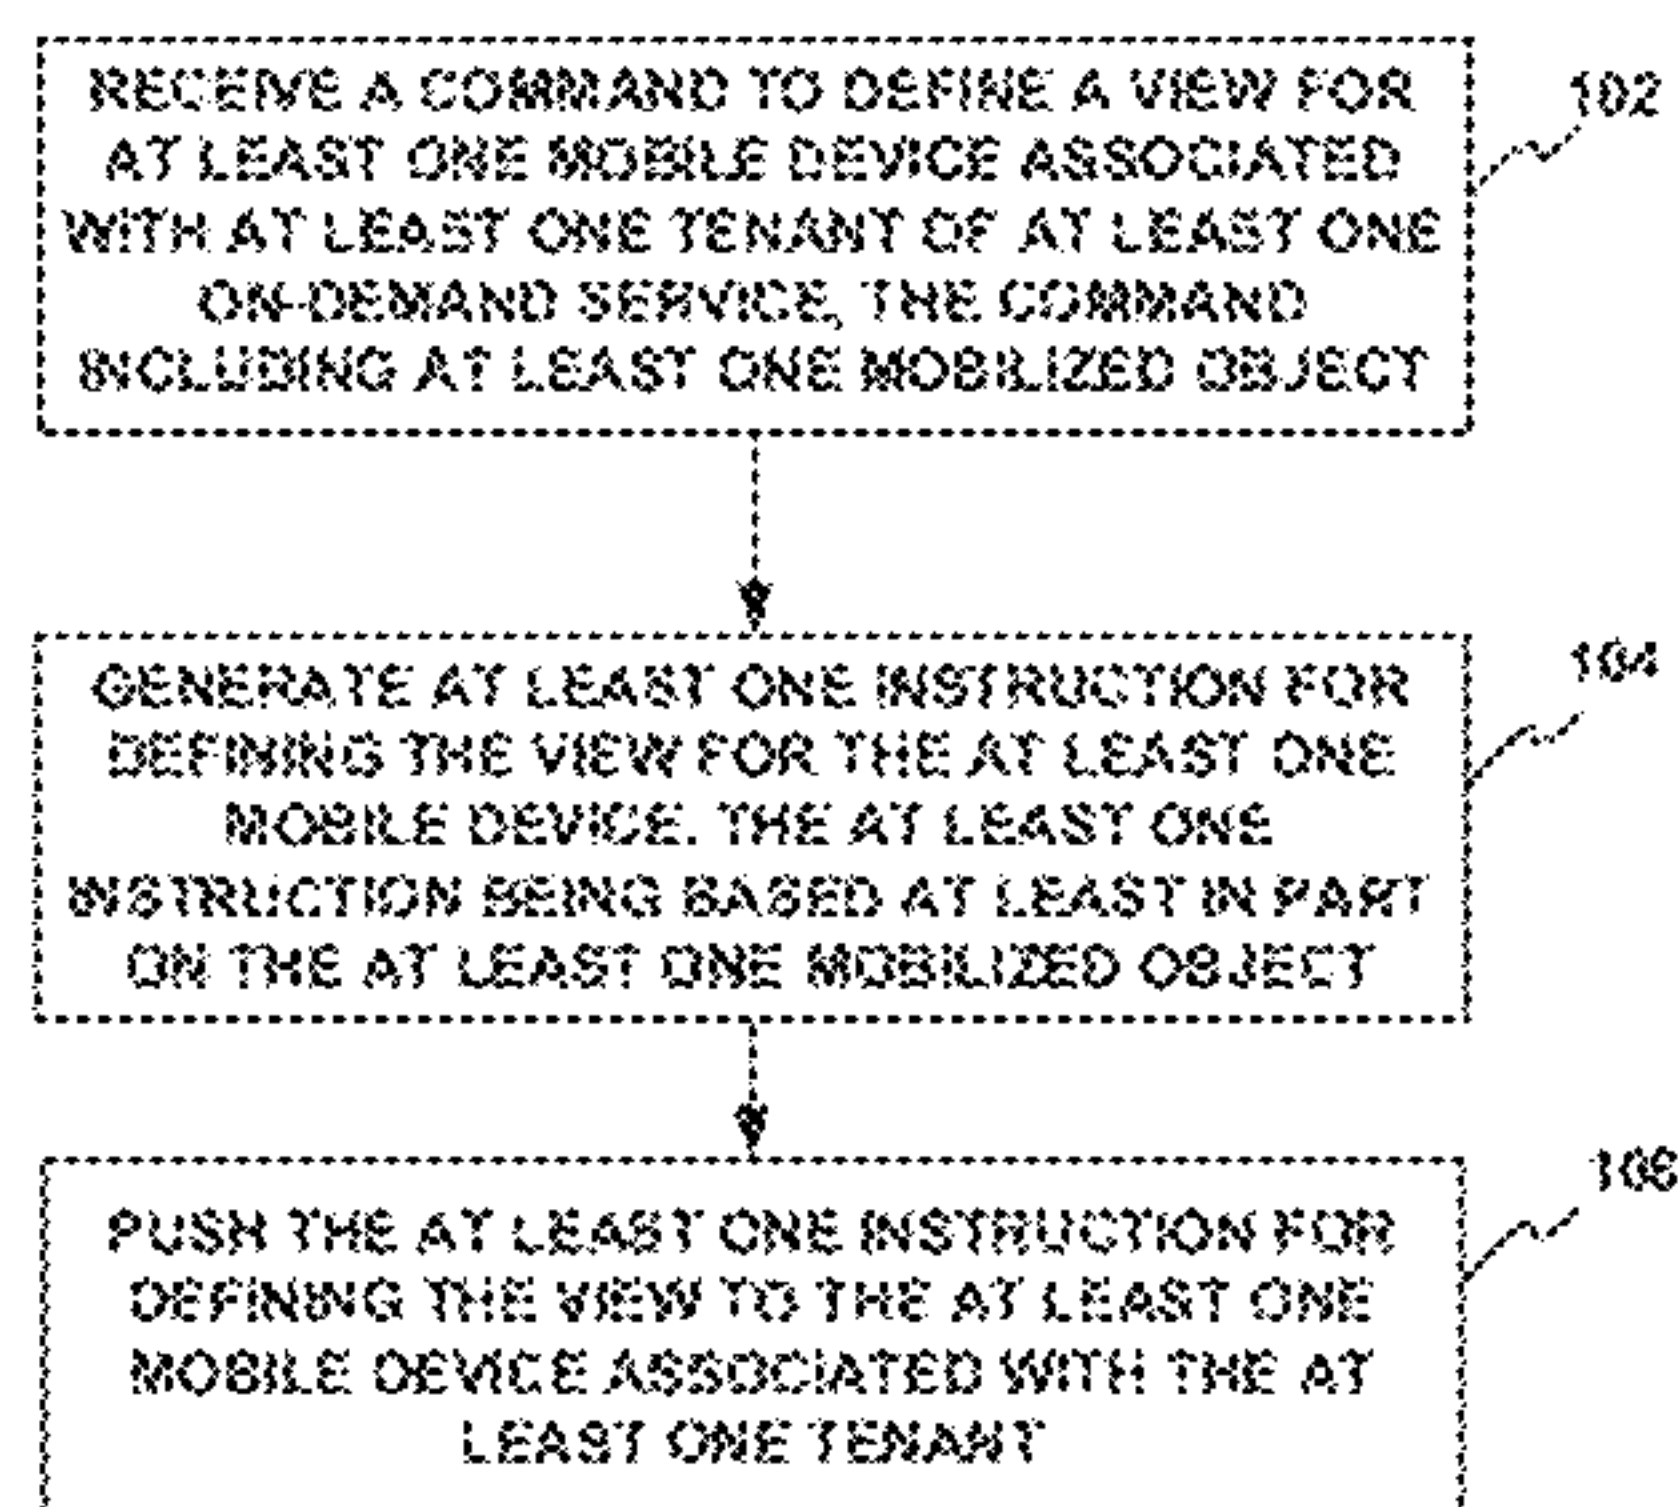 RECEIVE A COMMAND TO DEFINE A VIEW FOR
AT LEAST ONE MOBILE DEVICE ASSOCIATED
WITH AT LEAST ONE TENANT OF AT LEAST ONE
ON-DEMAND SERVICE, THE COMMAND
INCLUDING AT LEAST ONE MOBILIZED OBJECT
102
GENERATE AT LEAST ONE INSTRUCTION FOR
DEFINING THE VIEW FOR THE AT LEAST ONE
MOBILE DEVICE. THE AT LEAST ONE
INSTRUCTION BEING BASED AT LEAST IN PART
ON THE AT LEAST ONE MOBILIZED OBJECT
104
PUSH THE AT LEAST ONE INSTRUCTION FOR
DEFINING THE VIEW TO THE AT LEAST ONE
MOBILE DEVICE ASSOCIATED WITH THE AT
LEAST ONE TENANT
106